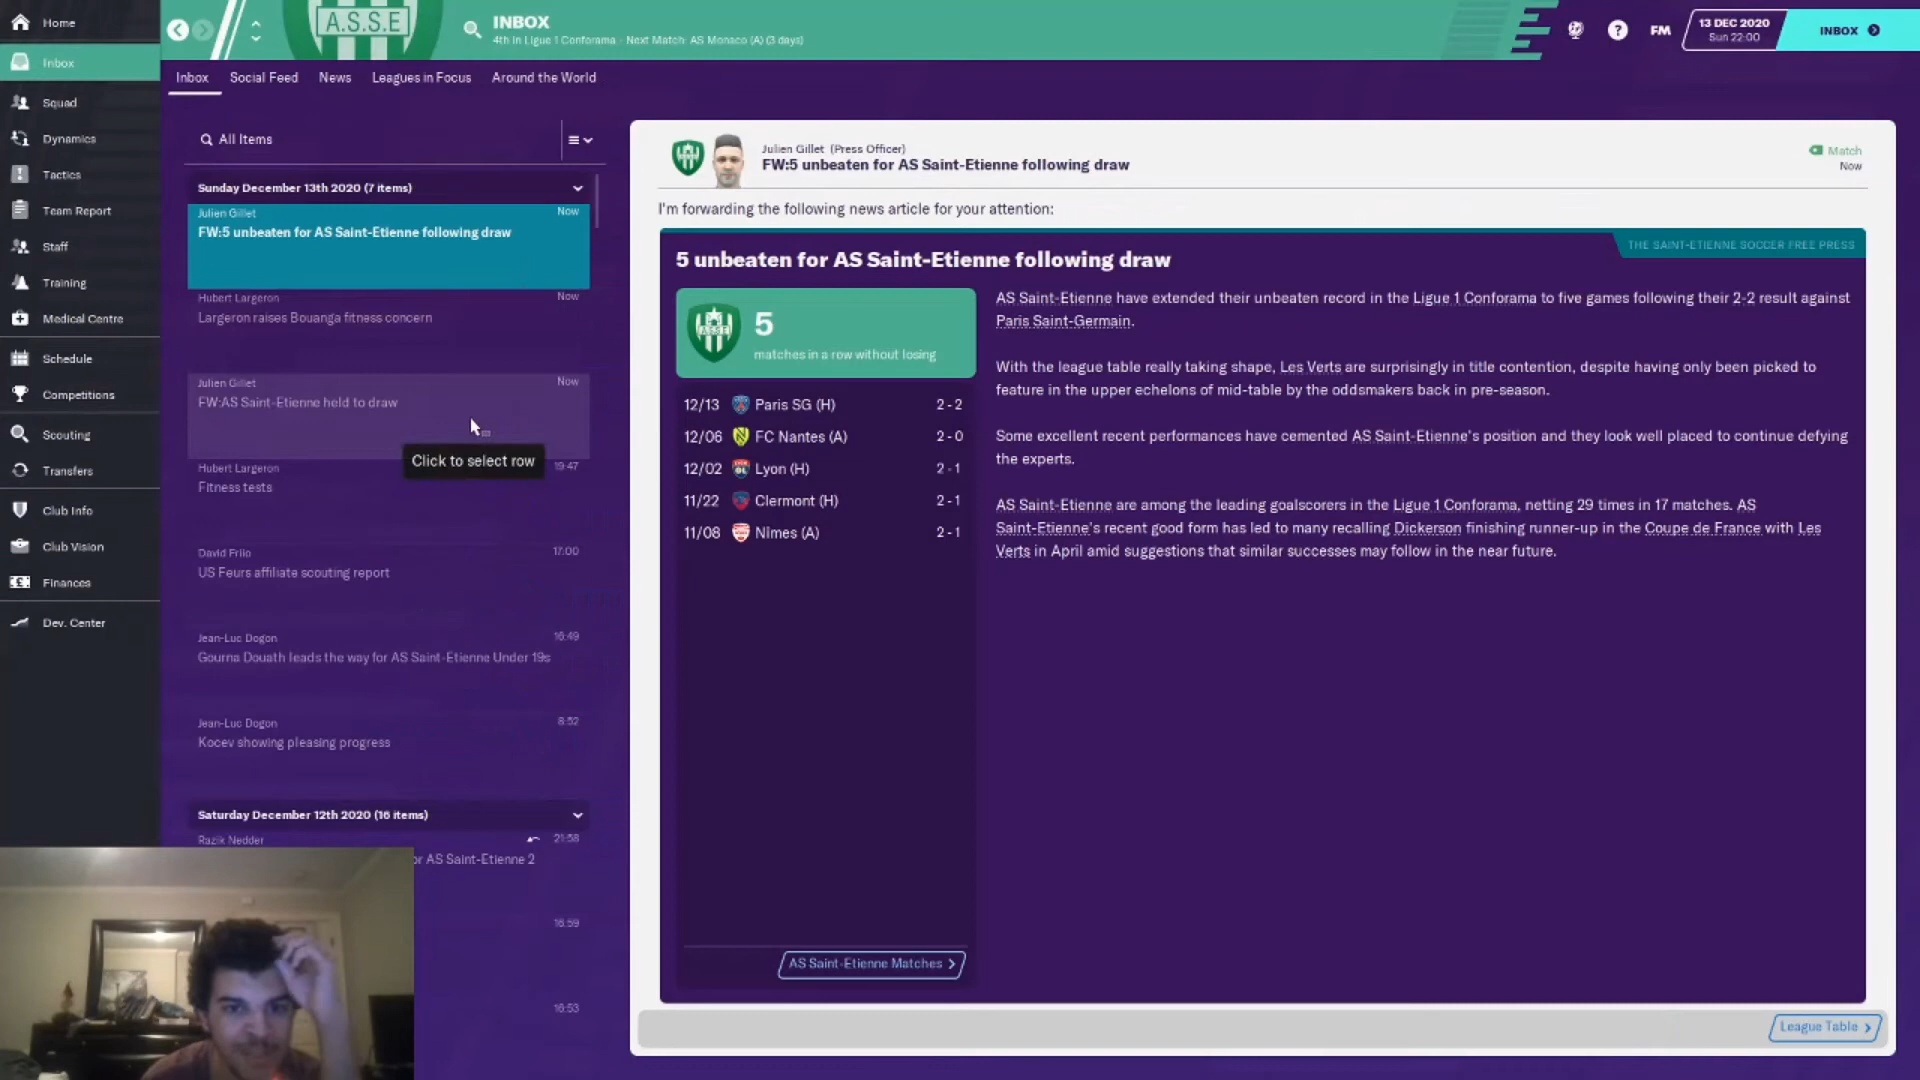 Home
Inbox
Squad
Dynamics
Tactics
Team Report
Staff
Training
Medical Centre
Schedule
Competitions
Scouting
Transfers
Club Info
Club Vision
Finances
Dev. Center
A.S.S.E
INBOX
4th in Ligue 1 Conforama - Next Match: AS Monaco (A) (3 days)
FM
13 DEC 2020
Sun 22:00
INBOX
Inbox
Social Feed
News
Leagues in Focus
Around the World
All Items
Sunday December 13th 2020 (7 items)
Julien Gillet
Now
FW:5 unbeaten for AS Saint-Etienne following draw
Hubert Largeron
Now
Largeron raises Bouanga fitness concern
Julien Gillet
Now
FW:AS Saint-Etienne held to draw
Click to select row
Hubert Largeron
19:47
Fitness tests
David Friio
17:00
US Feurs affiliate scouting report
Jean-Luc Dogon
16:49
Gourna Douath leads the way for AS Saint-Etienne Under 19s
Jean-Luc Dogon
8:52
Kocev showing pleasing progress
Saturday December 12th 2020 (16 items)
Razik Nedder
21:58
or AS Saint-Etienne 2
16:59
16:53
Julien Gillet (Press Officer)
FW:5 unbeaten for AS Saint-Etienne following draw
Match
Now
I'm forwarding the following news article for your attention:
THE SAINT-ETIENNE SOCCER FREE PRESS
5 unbeaten for AS Saint-Etienne following draw
ASSE
5
matches in a row without losing
12/13 Paris SG (H) 2 - 2
12/06 FC Nantes (A) 2 - 0
12/02 Lyon (H) 2 - 1
11/22 Clermont (H) 2 - 1
11/08 Nîmes (A) 2 - 1
AS Saint-Etienne Matches
AS Saint-Etienne have extended their unbeaten record in the Ligue 1 Conforama to five games following their 2-2 result against
Paris Saint-Germain.
With the league table really taking shape, Les Verts are surprisingly in title contention, despite having only been picked to
feature in the upper echelons of mid-table by the oddsmakers back in pre-season.
Some excellent recent performances have cemented AS Saint-Etienne's position and they look well placed to continue defying
the experts.
AS Saint-Etienne are among the leading goalscorers in the Ligue 1 Conforama, netting 29 times in 17 matches. AS
Saint-Etienne's recent good form has led to many recalling Dickerson finishing runner-up in the Coupe de France with Les
Verts in April amid suggestions that similar successes may follow in the near future.
League Table